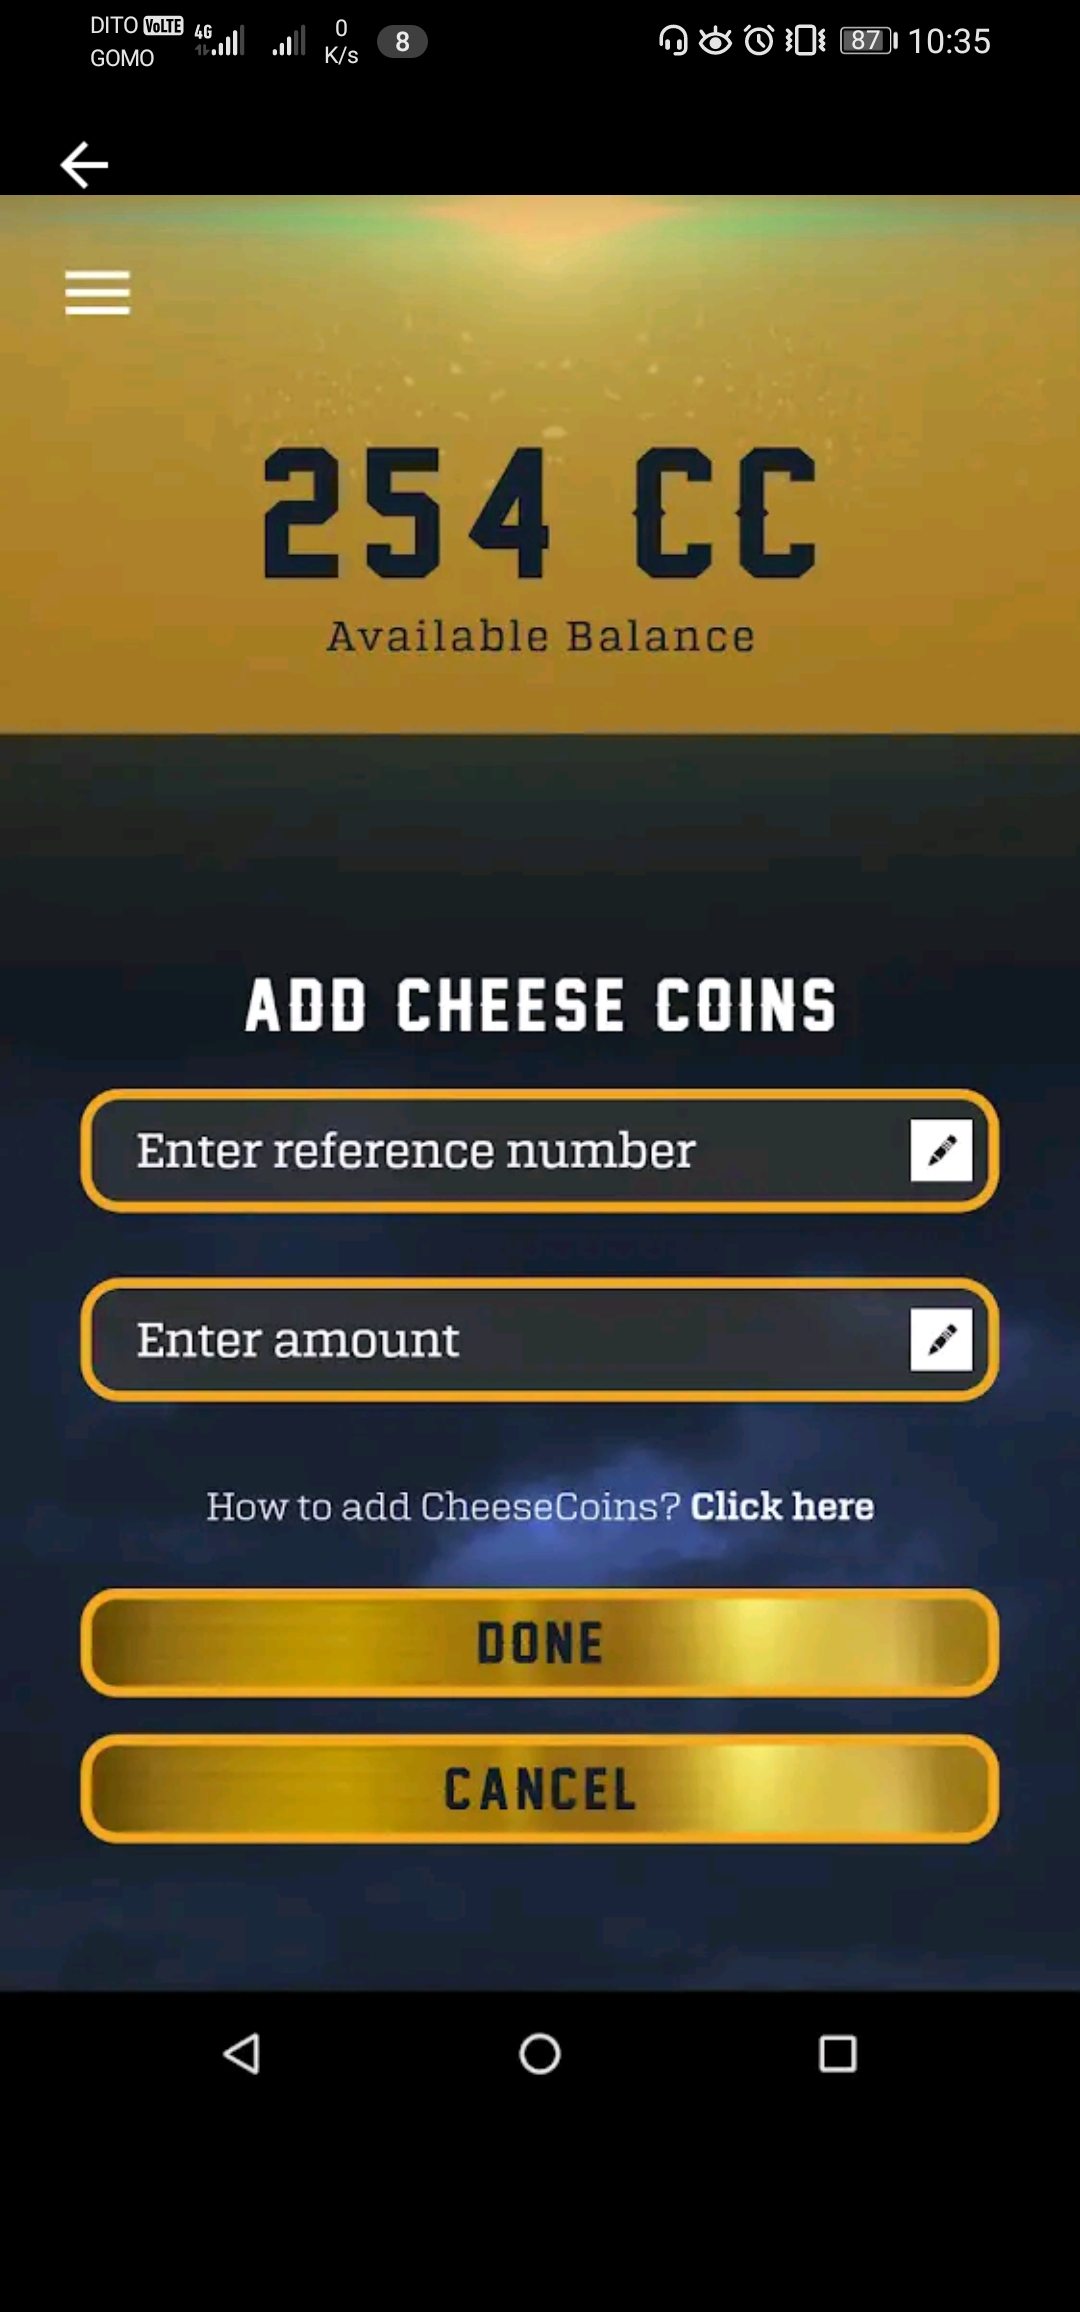 DITO VoLTE 4G 0 8 87 10:35
GOMO K/s
254 CC
Available Balance
ADD CHEESE COINS
Enter reference number
Enter amount
How to add CheeseCoins? Click here
DONE
CANCEL